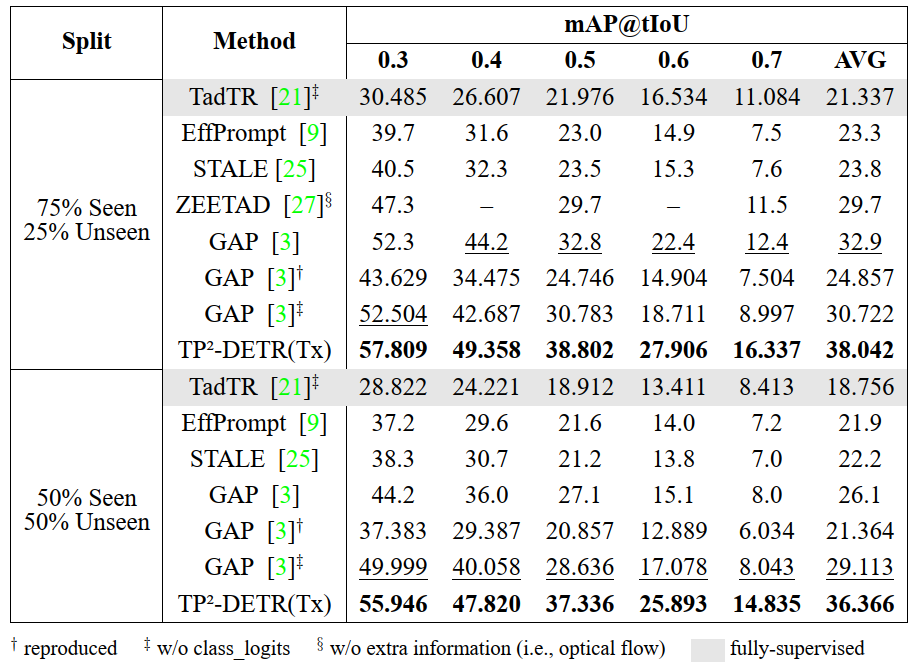 Split Method mAP@tIoU
0.3 0.4 0.5 0.6 0.7 AVG
75% Seen
25% Unseen
TadTR [21]‡ 30.485 26.607 21.976 16.534 11.084 21.337
EffPrompt [9] 39.7 31.6 23.0 14.9 7.5 23.3
STALE [25] 40.5 32.3 23.5 15.3 7.6 23.8
ZEETAD [27]§ 47.3 – 29.7 – 11.5 29.7
GAP [3] 52.3 44.2 32.8 22.4 12.4 32.9
GAP [3]† 43.629 34.475 24.746 14.904 7.504 24.857
GAP [3]‡ 52.504 42.687 30.783 18.711 8.997 30.722
TP²-DETR(Tx) 57.809 49.358 38.802 27.906 16.337 38.042
50% Seen
50% Unseen
TadTR [21]‡ 28.822 24.221 18.912 13.411 8.413 18.756
EffPrompt [9] 37.2 29.6 21.6 14.0 7.2 21.9
STALE [25] 38.3 30.7 21.2 13.8 7.0 22.2
GAP [3] 44.2 36.0 27.1 15.1 8.0 26.1
GAP [3]† 37.383 29.387 20.857 12.889 6.034 21.364
GAP [3]‡ 49.999 40.058 28.636 17.078 8.043 29.113
TP²-DETR(Tx) 55.946 47.820 37.336 25.893 14.835 36.366
† reproduced ‡ w/o class_logits § w/o extra information (i.e., optical flow) fully-supervised